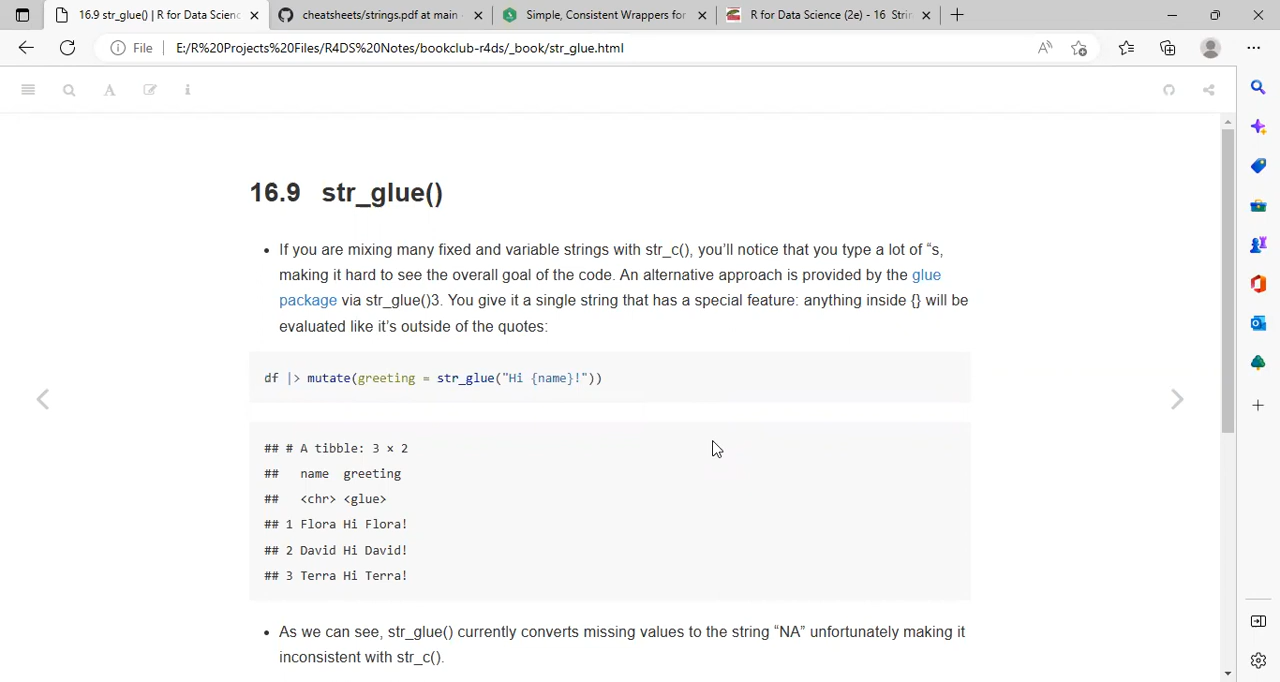 16.9 str_glue() | R for Data Scienc
cheatsheets/strings.pdf at main ·
Simple, Consistent Wrappers for
R for Data Science (2e) - 16 Strin
File
E:/R%20Projects%20Files/R4DS%20Notes/bookclub-r4ds/_book/str_glue.html
16.9 str_glue()
• If you are mixing many fixed and variable strings with str_c(), you’ll notice that you type a lot of “s,
making it hard to see the overall goal of the code. An alternative approach is provided by the glue
package via str_glue()3. You give it a single string that has a special feature: anything inside {} will be
evaluated like it’s outside of the quotes:
df |> mutate(greeting = str_glue("Hi {name}!"))
## # A tibble: 3 × 2
##   name  greeting
##   <chr> <glue>
## 1 Flora Hi Flora!
## 2 David Hi David!
## 3 Terra Hi Terra!
• As we can see, str_glue() currently converts missing values to the string “NA” unfortunately making it
inconsistent with str_c().